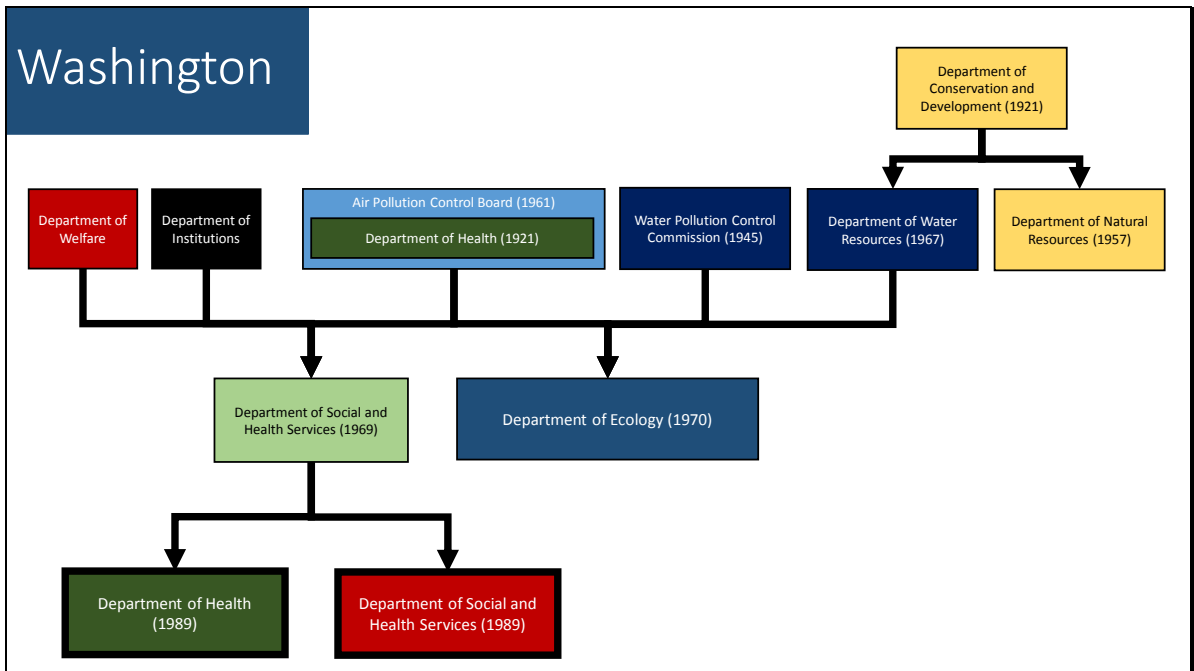 Washington
Department of
Conservation and
Development (1921)
Department of
Welfare
Department of
Institutions
Air Pollution Control Board (1961)
Department of Health (1921)
Water Pollution Control
Commission (1945)
Department of Water
Resources (1967)
Department of Natural
Resources (1957)
Department of Social and
Health Services (1969)
Department of Ecology (1970)
Department of Health
(1989)
Department of Social and
Health Services (1989)